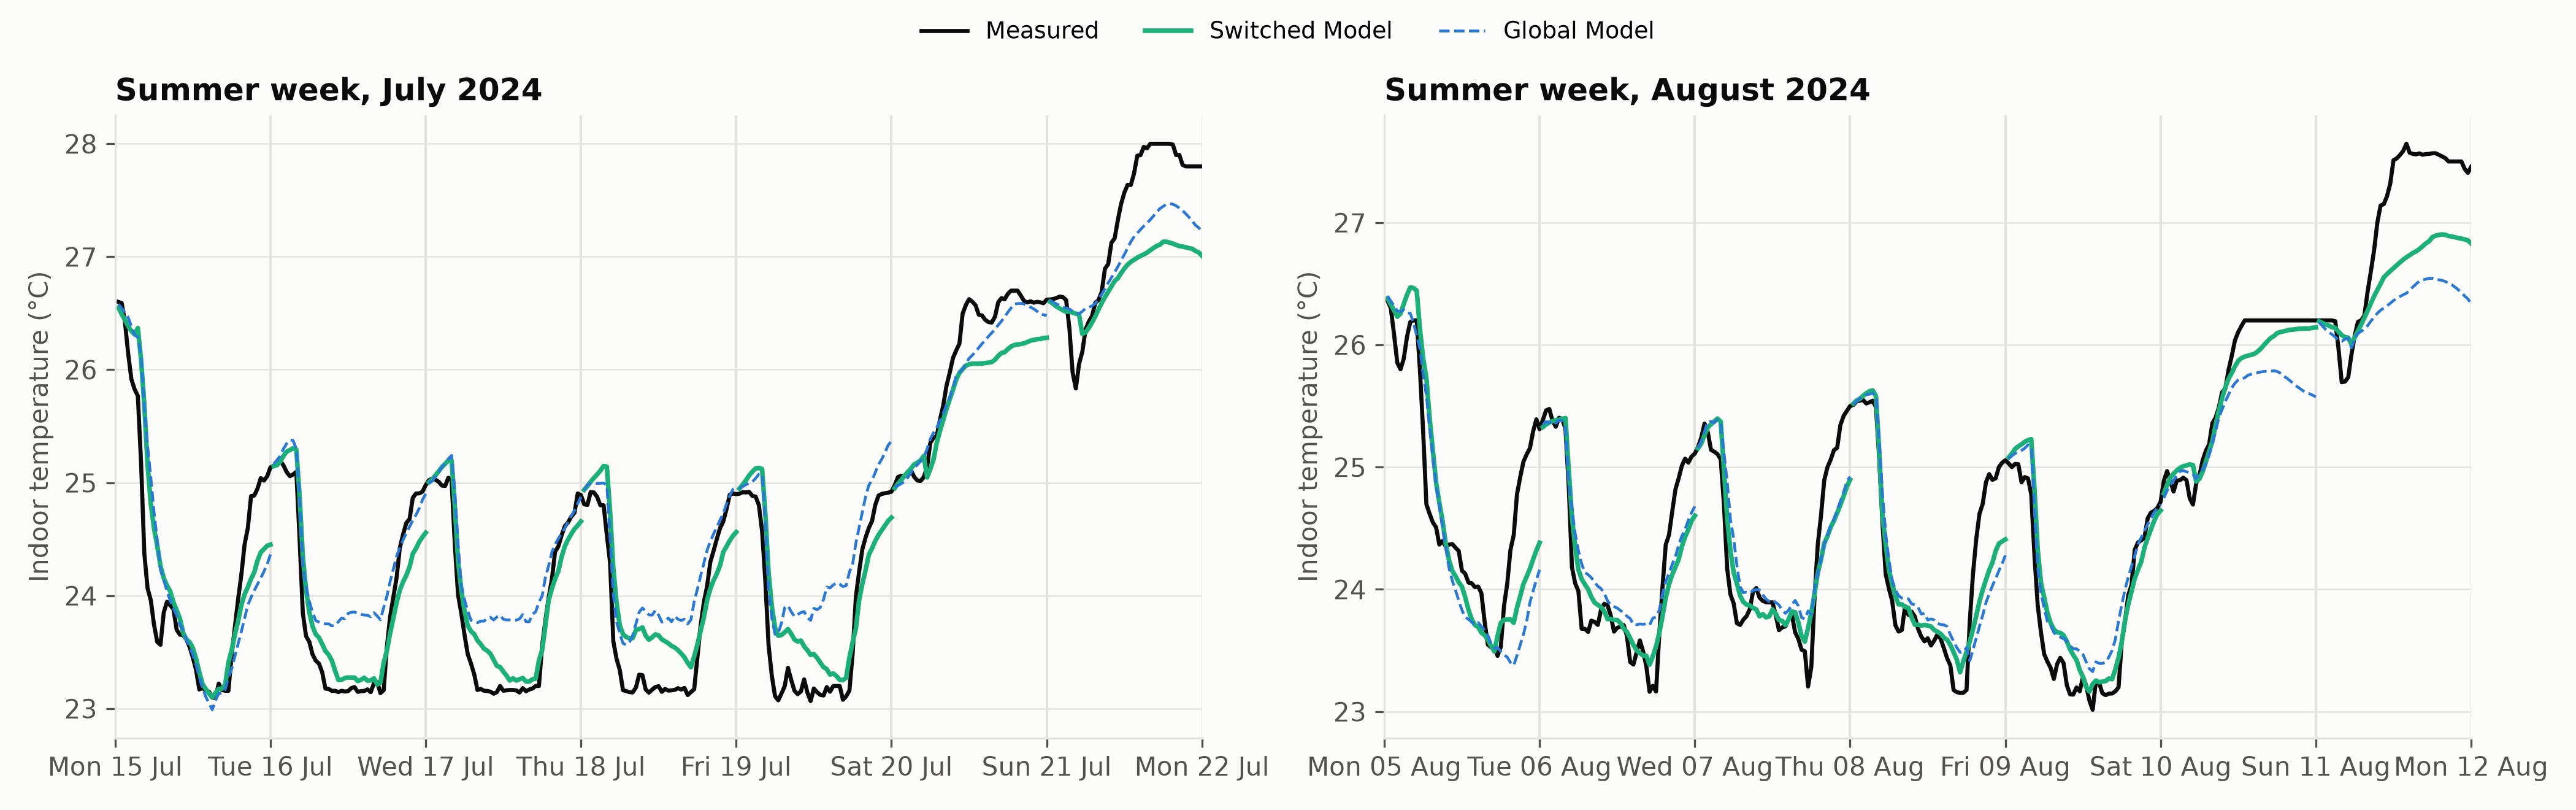 Measured Switched Model Global Model
Summer week, July 2024
Indoor temperature (°C)
28
27
26
25
24
23
Mon 15 Jul Tue 16 Jul Wed 17 Jul Thu 18 Jul Fri 19 Jul Sat 20 Jul Sun 21 Jul Mon 22 Jul
Summer week, August 2024
Indoor temperature (°C)
27
26
25
24
23
Mon 05 Aug Tue 06 Aug Wed 07 Aug Thu 08 Aug Fri 09 Aug Sat 10 Aug Sun 11 Aug Mon 12 Aug